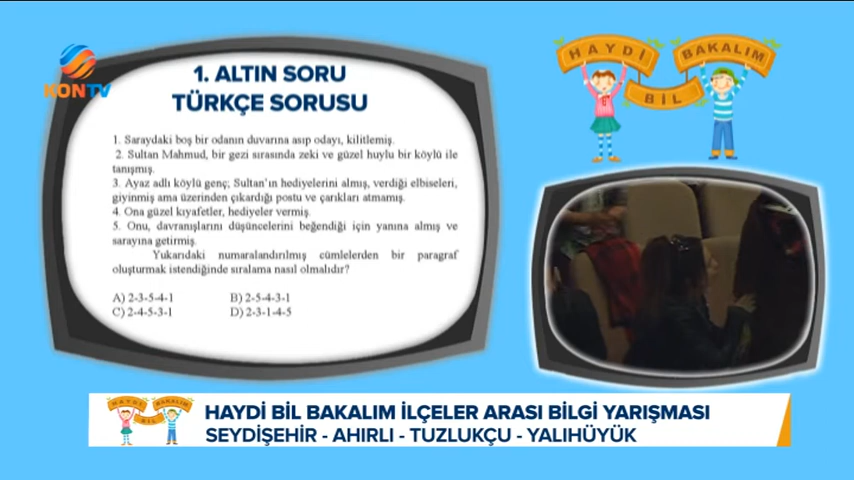 KONTV
1. ALTIN SORU
TÜRKÇE SORUSU
1. Saraydaki boş bir odanın duvarına asıp odayı, kilitlemiş.
2. Sultan Mahmud, bir gezi sırasında zeki ve güzel huylu bir köylü ile
tanışmış.
3. Ayaz adlı köylü genç; Sultan'ın hediyelerini almış, verdiği elbiseleri,
giyinmiş ama üzerinden çıkardığı postu ve çarıkları atmamış.
4. Ona güzel kıyafetler, hediyeler vermiş.
5. Onu, davranışlarını düşüncelerini beğendiği için yanına almış ve
sarayına getirmiş.
Yukarıdaki numaralandırılmış cümlelerden bir paragraf
oluşturmak istendiğinde sıralama nasıl olmalıdır?
A) 2-3-5-4-1 B) 2-5-4-3-1
C) 2-4-5-3-1 D) 2-3-1-4-5
HAYDİ BAKALIM
BİL
HAYDİ BAKALIM
BİL
HAYDİ BİL BAKALIM İLÇELER ARASI BİLGİ YARIŞMASI
SEYDİŞEHİR - AHIRLI - TUZLUKÇU - YALIHÜYÜK